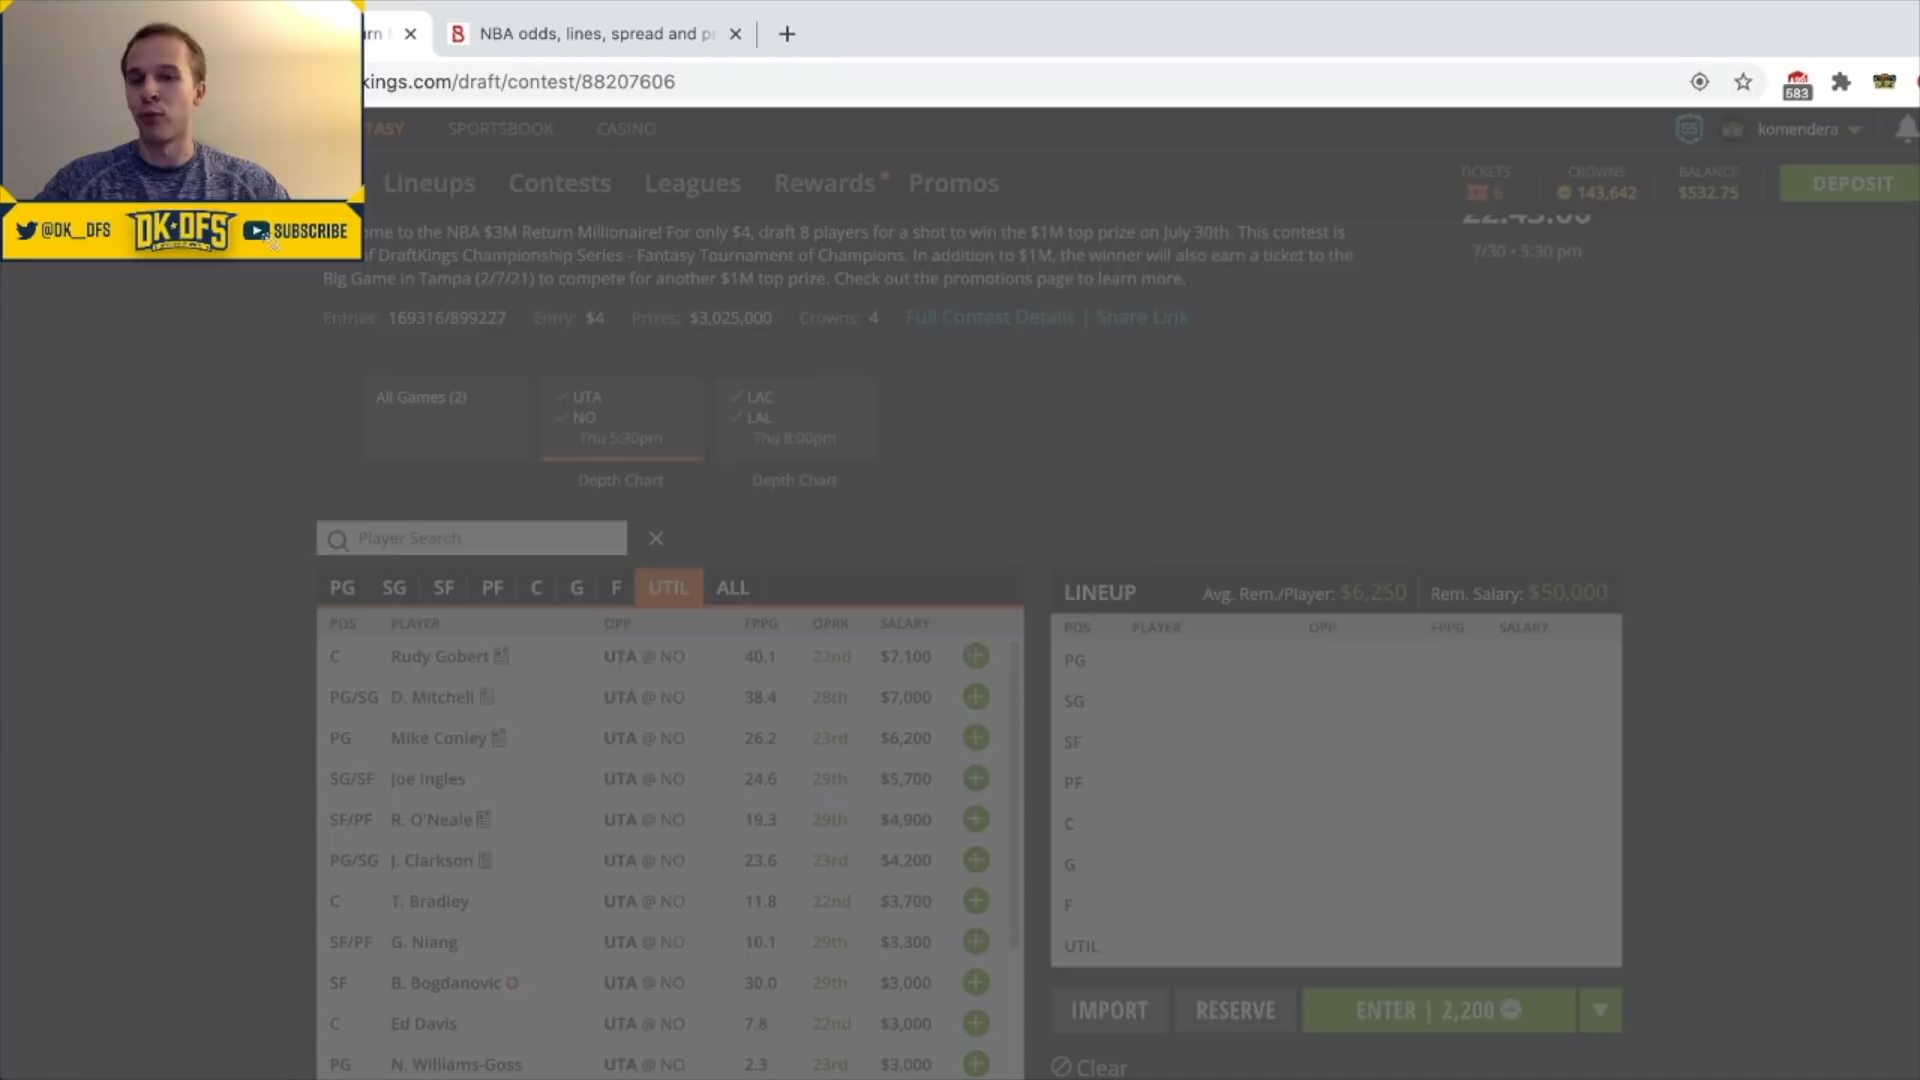 rn
NBA odds, lines, spread and p
kings.com/draft/contest/88207606
583
@DK__DFS
DK★DFS
SUBSCRIBE
TASY
SPORTSBOOK
CASINO
55
komendera
Lineups
Contests
Leagues
Rewards
Promos
TICKETS
6
CROWNS
143,642
BALANCE
$532.75
DEPOSIT
ome to the NBA $3M Return Millionaire! For only $4, draft 8 players for a shot to win the $1M top prize on July 30th. This contest is
f DraftKings Championship Series - Fantasy Tournament of Champions. In addition to $1M, the winner will also earn a ticket to the
Big Game in Tampa (2/7/21) to compete for another $1M top prize. Check out the promotions page to learn more.
7/30 • 5:30 pm
Entries: 169316/899227 Entry: $4 Prizes: $3,025,000 Crowns: 4 Full Contest Details | Share Link
All Games (2)
UTA
NO
Thu 5:30pm
Depth Chart
LAC
LAL
Thu 8:00pm
Depth Chart
Player Search
PG SG SF PF C G F UTIL ALL
POS PLAYER OPP FPPG OPRK SALARY
C Rudy Gobert UTA @ NO 40.1 22nd $7,100
PG/SG D. Mitchell UTA @ NO 38.4 28th $7,000
PG Mike Conley UTA @ NO 26.2 23rd $6,200
SG/SF Joe Ingles UTA @ NO 24.6 29th $5,700
SF/PF R. O'Neale UTA @ NO 19.3 29th $4,900
PG/SG J. Clarkson UTA @ NO 23.6 23rd $4,200
C T. Bradley UTA @ NO 11.8 22nd $3,700
SF/PF G. Niang UTA @ NO 10.1 29th $3,300
SF B. Bogdanovic O UTA @ NO 30.0 29th $3,000
C Ed Davis UTA @ NO 7.8 22nd $3,000
PG N. Williams-Goss UTA @ NO 2.3 23rd $3,000
LINEUP Avg. Rem./Player: $6,250 Rem. Salary: $50,000
POS PLAYER OPP FPPG SALARY
PG
SG
SF
PF
C
G
F
UTIL
IMPORT
RESERVE
ENTER | 2,200
Clear